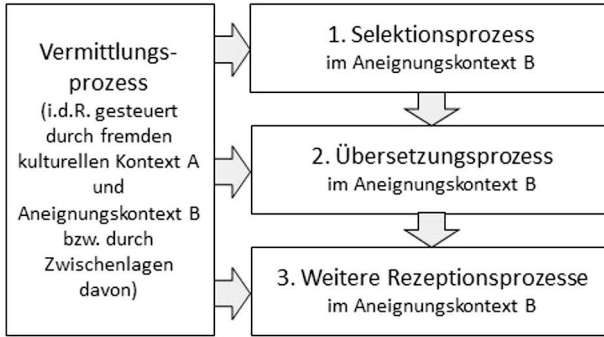 Vermittlungs-
prozess
(i.d.R. gesteuert
durch fremden
kulturellen Kontext A
und
Aneignungskontext B
bzw. durch
Zwischenlagen
davon)
1. Selektionsprozess
im Aneignungskontext B
2. Übersetzungsprozess
im Aneignungskontext B
3. Weitere Rezeptionsprozesse
im Aneignungskontext B